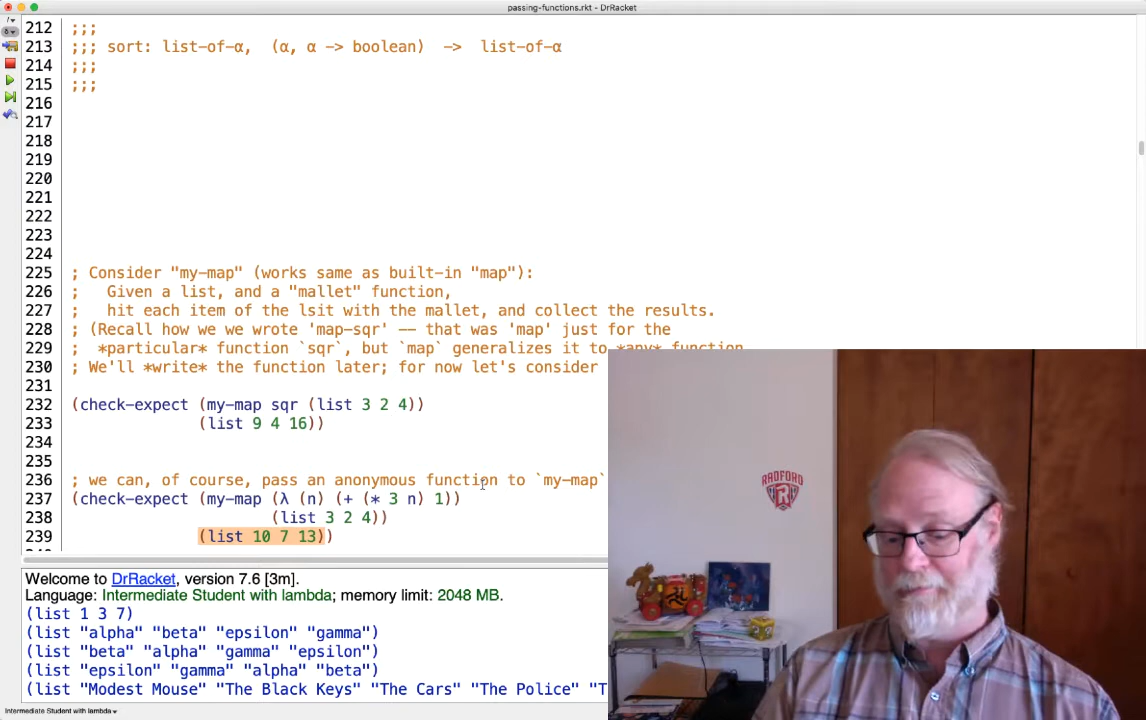 passing-functions.rkt - DrRacket
212 ;;;
213 ;;; sort: list-of-α, (α, α -> boolean) -> list-of-α
214 ;;;
215 ;;;
216
217
218
219
220
221
222
223
224
225 ; Consider "my-map" (works same as built-in "map"):
226 ; Given a list, and a "mallet" function,
227 ; hit each item of the lsit with the mallet, and collect the results.
228 ; (Recall how we we wrote 'map-sqr' -- that was 'map' just for the
229 ; *particular* function `sqr`, but `map` generalizes it to *any* function
230 ; We'll *write* the function later; for now let's consider
231
232 (check-expect (my-map sqr (list 3 2 4))
233 (list 9 4 16))
234
235
236 ; we can, of course, pass an anonymous function to `my-map`
237 (check-expect (my-map (λ (n) (+ (* 3 n) 1))
238 (list 3 2 4))
239 (list 10 7 13))
Welcome to DrRacket, version 7.6 [3m].
Language: Intermediate Student with lambda; memory limit: 2048 MB.
(list 1 3 7)
(list "alpha" "beta" "epsilon" "gamma")
(list "beta" "alpha" "gamma" "epsilon")
(list "epsilon" "gamma" "alpha" "beta")
(list "Modest Mouse" "The Black Keys" "The Cars" "The Police" "T
Intermediate Student with lambda
RADFORD